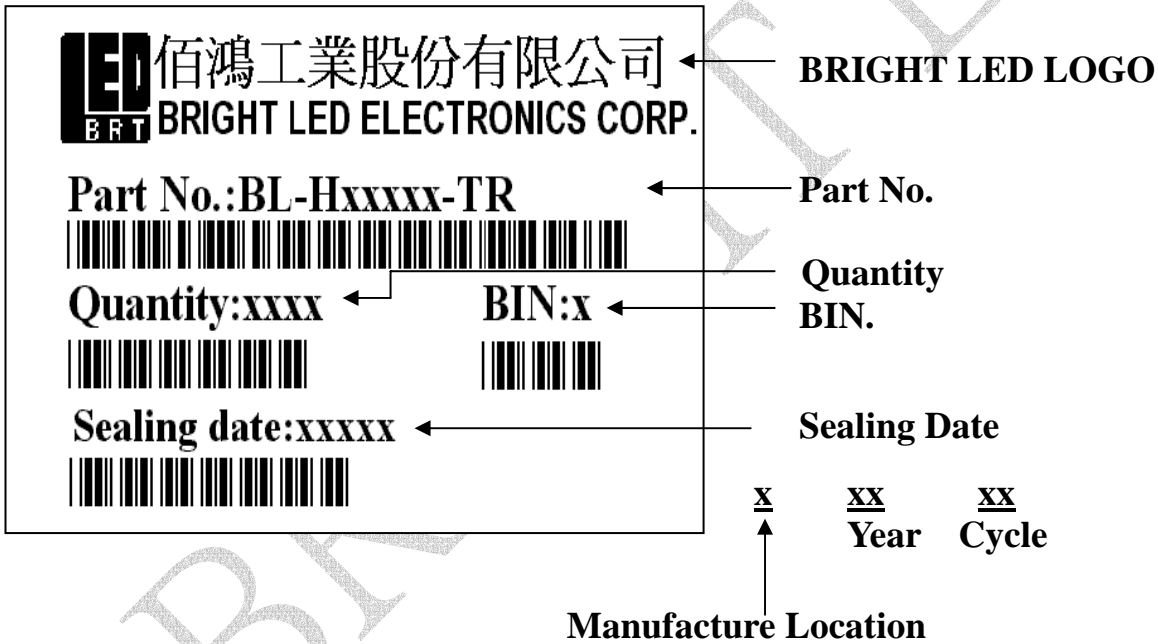 LED
BRT
佰鴻工業股份有限公司
BRIGHT LED ELECTRONICS CORP.
BRIGHT LED LOGO
Part No.:BL-Hxxxxx-TR
Part No.
Quantity:xxxx
BIN:x
Quantity
BIN.
Sealing date:xxxxx
Sealing Date
x xx xx
Year Cycle
Manufacture Location